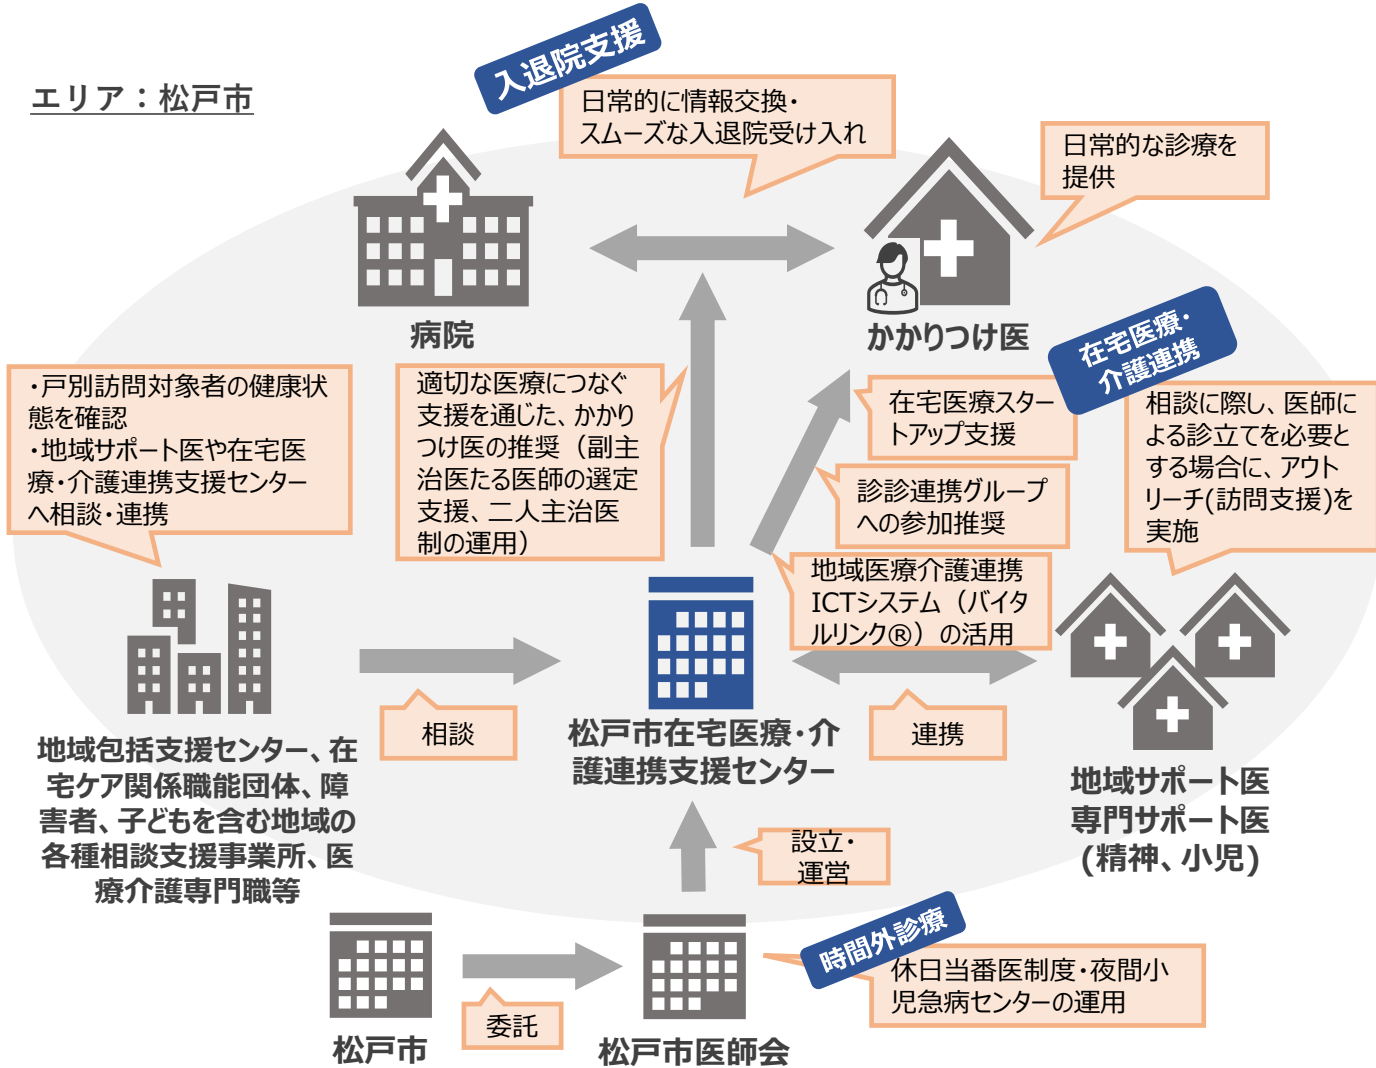 エリア：松戸市
入退院支援
日常的に情報交換・
スムーズな入退院受け入れ
日常的な診療を
提供
病院
かかりつけ医
在宅医療・
介護連携
・戸別訪問対象者の健康状
態を確認
・地域サポート医や在宅医
療・介護連携支援センター
へ相談・連携
適切な医療につなぐ
支援を通じた、かかり
つけ医の推奨（副主
治医たる医師の選定
支援、二人主治医
制の運用）
在宅医療スター
トアップ支援
診診連携グループ
への参加推奨
地域医療介護連携
ICTシステム（バイタ
ルリンク®）の活用
相談に際し、医師に
よる診立てを必要と
する場合に、アウト
リーチ(訪問支援)を
実施
相談
連携
地域包括支援センター、在
宅ケア関係職能団体、障
害者、子どもを含む地域の
各種相談支援事業所、医
療介護専門職等
松戸市在宅医療・介
護連携支援センター
地域サポート医
専門サポート医
(精神、小児)
設立・
運営
時間外診療
休日当番医制度・夜間小
児急病センターの運用
委託
松戸市
松戸市医師会